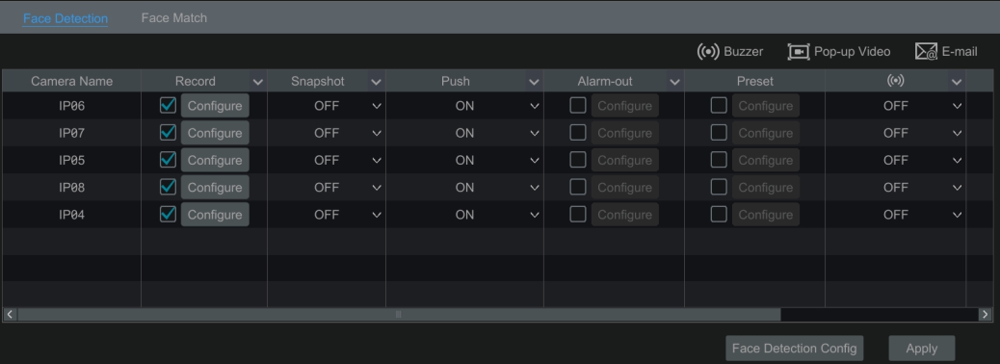 Face Detection Face Match
Buzzer Pop-up Video E-mail
Camera Name Record Snapshot Push Alarm-out Preset
IP06 Configure OFF ON Configure Configure OFF
IP07 Configure OFF ON Configure Configure OFF
IP05 Configure OFF ON Configure Configure OFF
IP08 Configure OFF ON Configure Configure OFF
IP04 Configure OFF ON Configure Configure OFF
Face Detection Config Apply